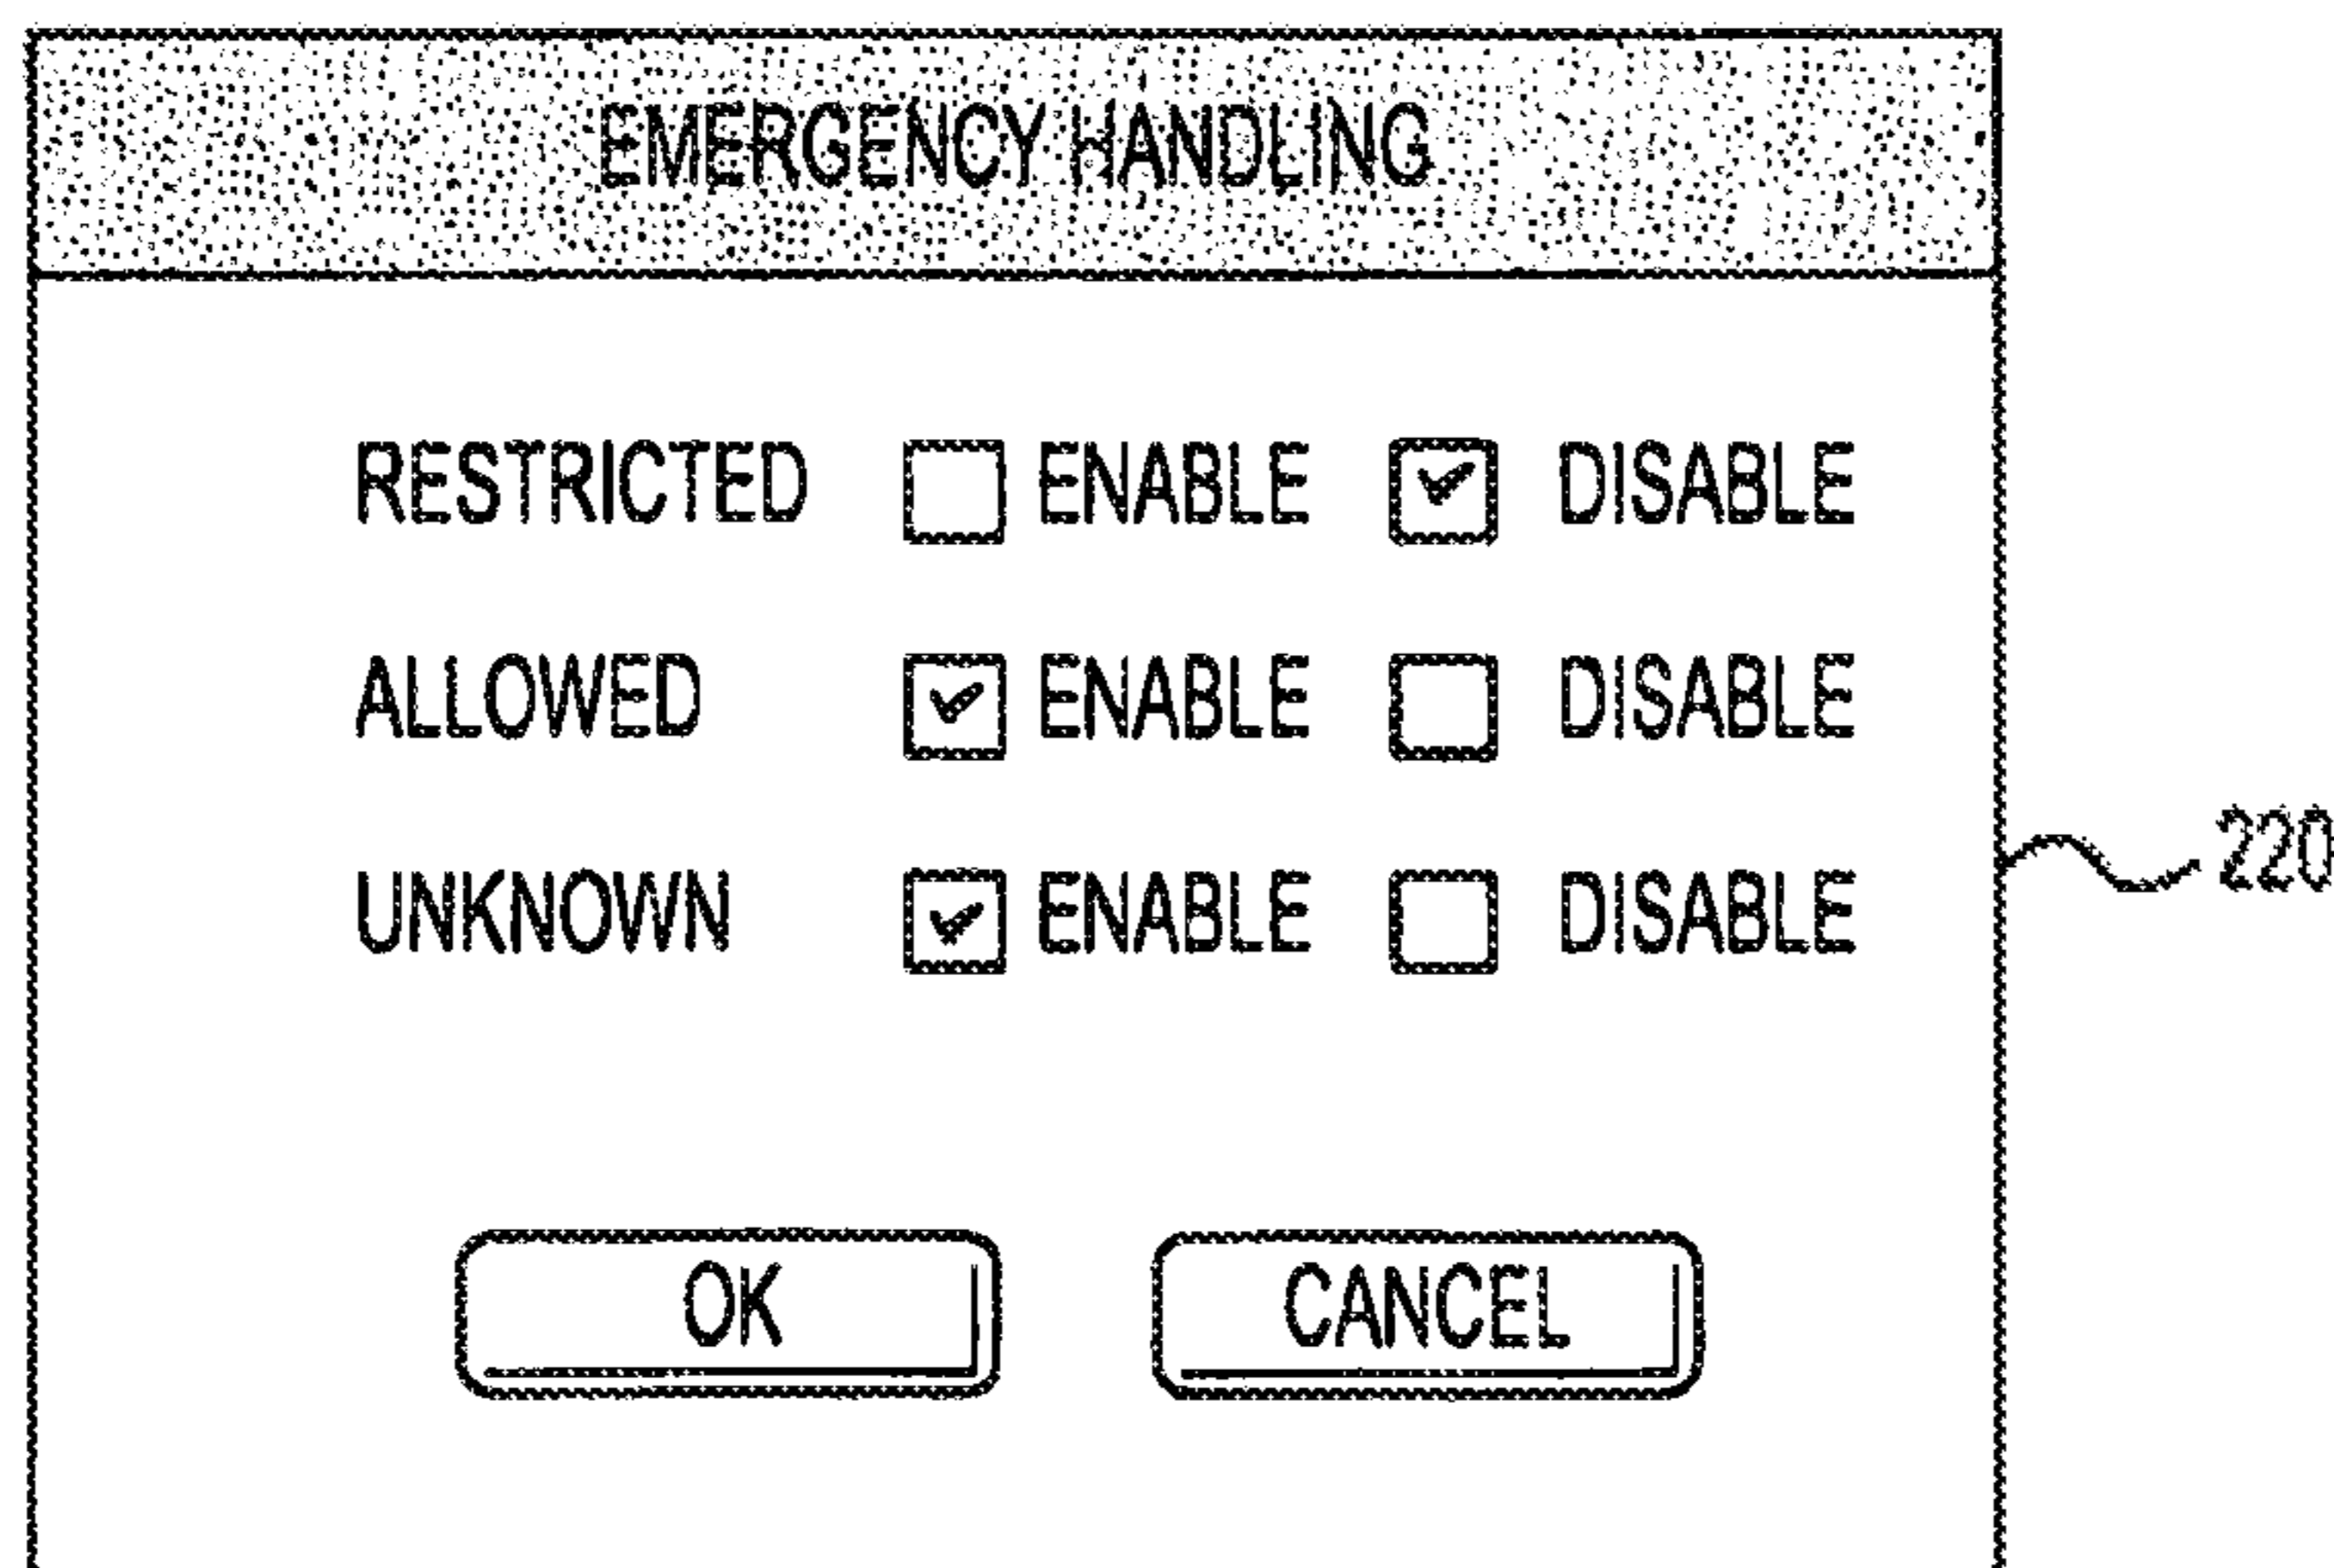 EMERGENCY HANDLING
RESTRICTED ENABLE DISABLE
ALLOWED ENABLE DISABLE
UNKNOWN ENABLE DISABLE
220
OK CANCEL